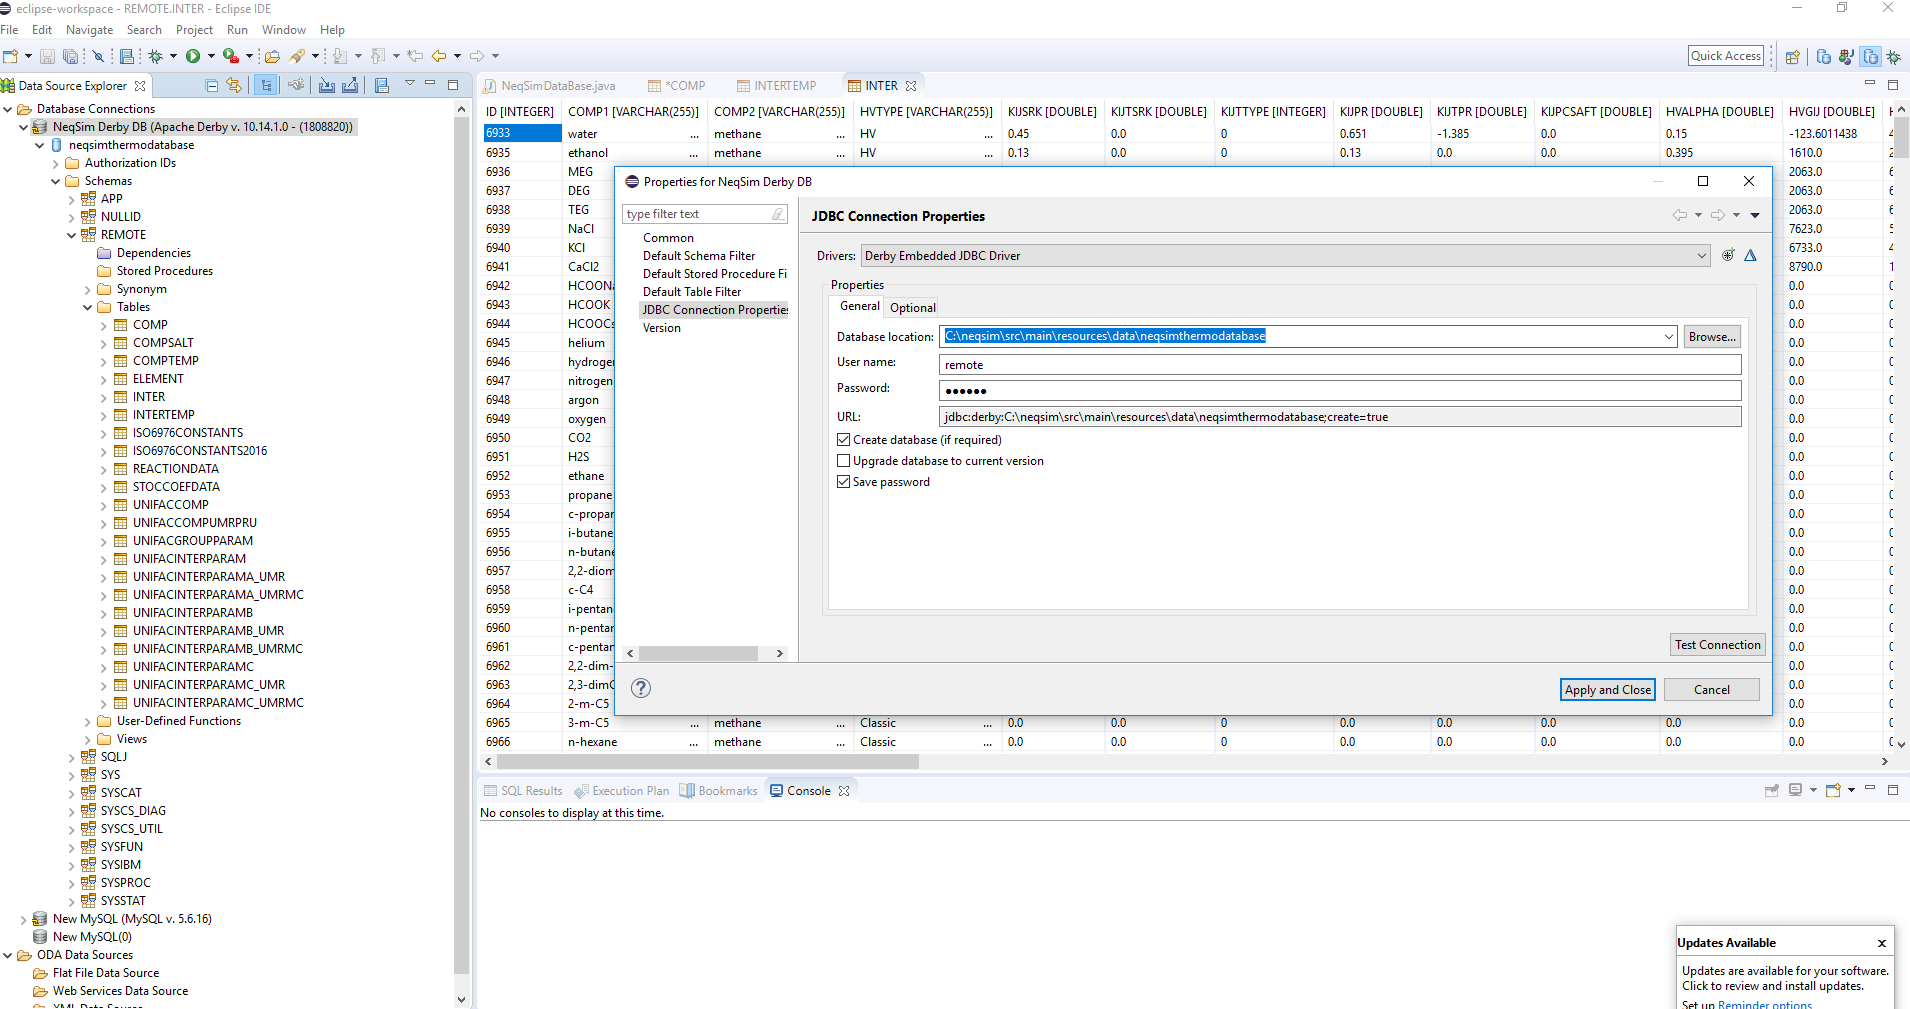 eclipse-workspace - REMOTE.INTER - Eclipse IDE
File Edit Navigate Search Project Run Window Help
Quick Access
Data Source Explorer
Database Connections
NeqSim Derby DB (Apache Derby v. 10.14.1.0 - (1808820))
neqsimthermodatabase
Authorization IDs
Schemas
APP
NULLID
REMOTE
Dependencies
Stored Procedures
Synonym
Tables
COMP
COMPSALT
COMPTEMP
ELEMENT
INTER
INTERTEMP
ISO6976CONSTANTS
ISO6976CONSTANTS2016
REACTIONDATA
STOCCOEFDATA
UNIFACCOMP
UNIFACCOMPUMRPRU
UNIFACGROUPPARAM
UNIFACINTERPARAM
UNIFACINTERPARAMA_UMR
UNIFACINTERPARAMA_UMRMC
UNIFACINTERPARAMB
UNIFACINTERPARAMB_UMR
UNIFACINTERPARAMB_UMRMC
UNIFACINTERPARAMC
UNIFACINTERPARAMC_UMR
UNIFACINTERPARAMC_UMRMC
User-Defined Functions
Views
SQLJ
SYS
SYSCAT
SYSCS_DIAG
SYSCS_UTIL
SYSFUN
SYSIBM
SYSPROC
SYSSTAT
New MySQL (MySQL v. 5.6.16)
New MySQL(0)
ODA Data Sources
Flat File Data Source
Web Services Data Source
NeqSimDataBase.java *COMP INTERTEMP INTER
ID [INTEGER] COMP1 [VARCHAR(255)] COMP2 [VARCHAR(255)] HVTYPE [VARCHAR(255)] KIJSRK [DOUBLE] KIJTSRK [DOUBLE] KIJTTYPE [INTEGER] KIJPR [DOUBLE] KIJTPR [DOUBLE] KIJPCSAFT [DOUBLE] HVALPHA [DOUBLE] HVGIJ [DOUBLE]
6933 water ... methane ... HV ... 0.45 0.0 0 0.651 -1.385 0.0 0.15 -123.6011438
6935 ethanol ... methane ... HV ... 0.13 0.0 0 0.13 0.0 0.0 0.395 1610.0
6936 MEG 2063.0
6937 DEG 2063.0
6938 TEG 2063.0
6939 NaCl 7623.0
6940 KCl 6733.0
6941 CaCl2 8790.0
6942 HCOONa 0.0
6943 HCOOK 0.0
6944 HCOOCs 0.0
6945 helium 0.0
6946 hydrogen 0.0
6947 nitrogen 0.0
6948 argon 0.0
6949 oxygen 0.0
6950 CO2 0.0
6951 H2S 0.0
6952 ethane 0.0
6953 propane 0.0
6954 c-propan 0.0
6955 i-butane 0.0
6956 n-butane 0.0
6957 2,2-diom 0.0
6958 c-C4 0.0
6959 i-pentan 0.0
6960 n-pentan 0.0
6961 c-pentan 0.0
6962 2,2-dim- 0.0
6963 2,3-dimC 0.0
6964 2-m-C5 0.0
6965 3-m-C5 ... methane ... Classic ... 0.0 0.0 0 0.0 0.0 0.0 0.0 0.0
6966 n-hexane ... methane ... Classic ... 0.0 0.0 0 0.0 0.0 0.0 0.0 0.0
Properties for NeqSim Derby DB
type filter text
Common
Default Schema Filter
Default Stored Procedure Fi
Default Table Filter
JDBC Connection Properties
Version
JDBC Connection Properties
Drivers: Derby Embedded JDBC Driver
Properties
General Optional
Database location: C:\neqsim\src\main\resources\data\neqsimthermodatabase Browse...
User name: remote
Password: ●●●●●●
URL: jdbc:derby:C:\neqsim\src\main\resources\data\neqsimthermodatabase;create=true
Create database (if required)
Upgrade database to current version
Save password
Test Connection
Apply and Close Cancel
SQL Results Execution Plan Bookmarks Console
No consoles to display at this time.
Updates Available x
Updates are available for your software.
Click to review and install updates.
Set up Reminder options